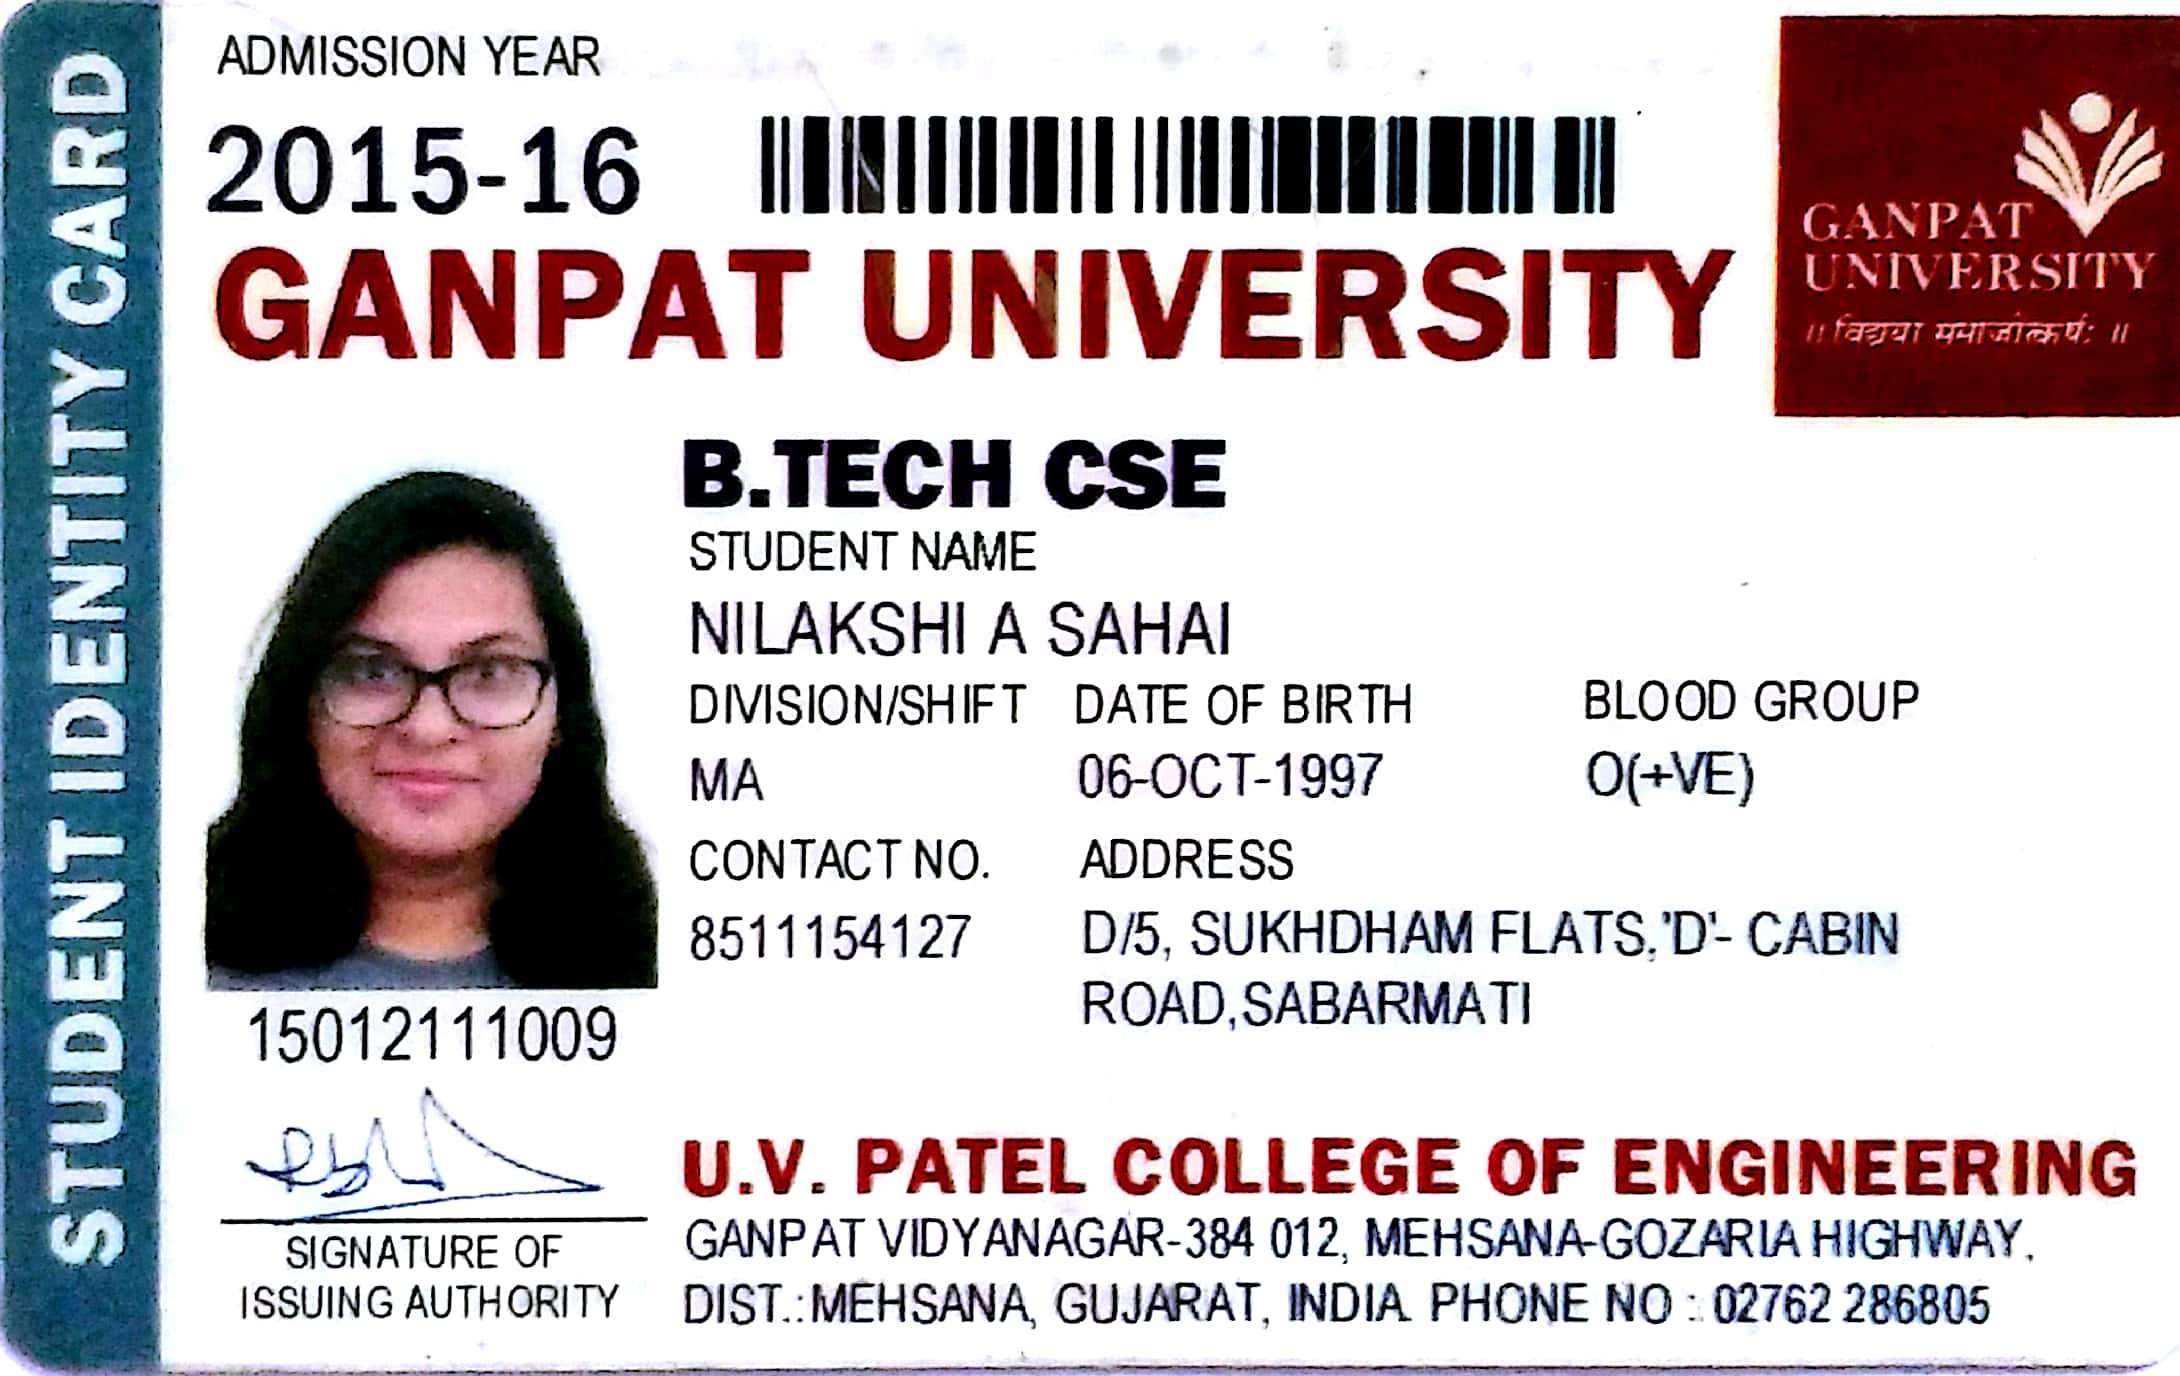 STUDENT IDENTITY CARD
ADMISSION YEAR
2015-16
GANPAT UNIVERSITY
GANPAT
UNIVERSITY
॥ विद्यया समाजोत्कर्षः ॥
B.TECH CSE
STUDENT NAME
NILAKSHI A SAHAI
DIVISION/SHIFT DATE OF BIRTH BLOOD GROUP
MA 06-OCT-1997 O(+VE)
CONTACT NO. ADDRESS
8511154127 D/5, SUKHDHAM FLATS,'D'- CABIN
ROAD,SABARMATI
15012111009
SIGNATURE OF
ISSUING AUTHORITY
U.V. PATEL COLLEGE OF ENGINEERING
GANPAT VIDYANAGAR-384 012, MEHSANA-GOZARIA HIGHWAY,
DIST.:MEHSANA, GUJARAT, INDIA. PHONE NO : 02762 286805